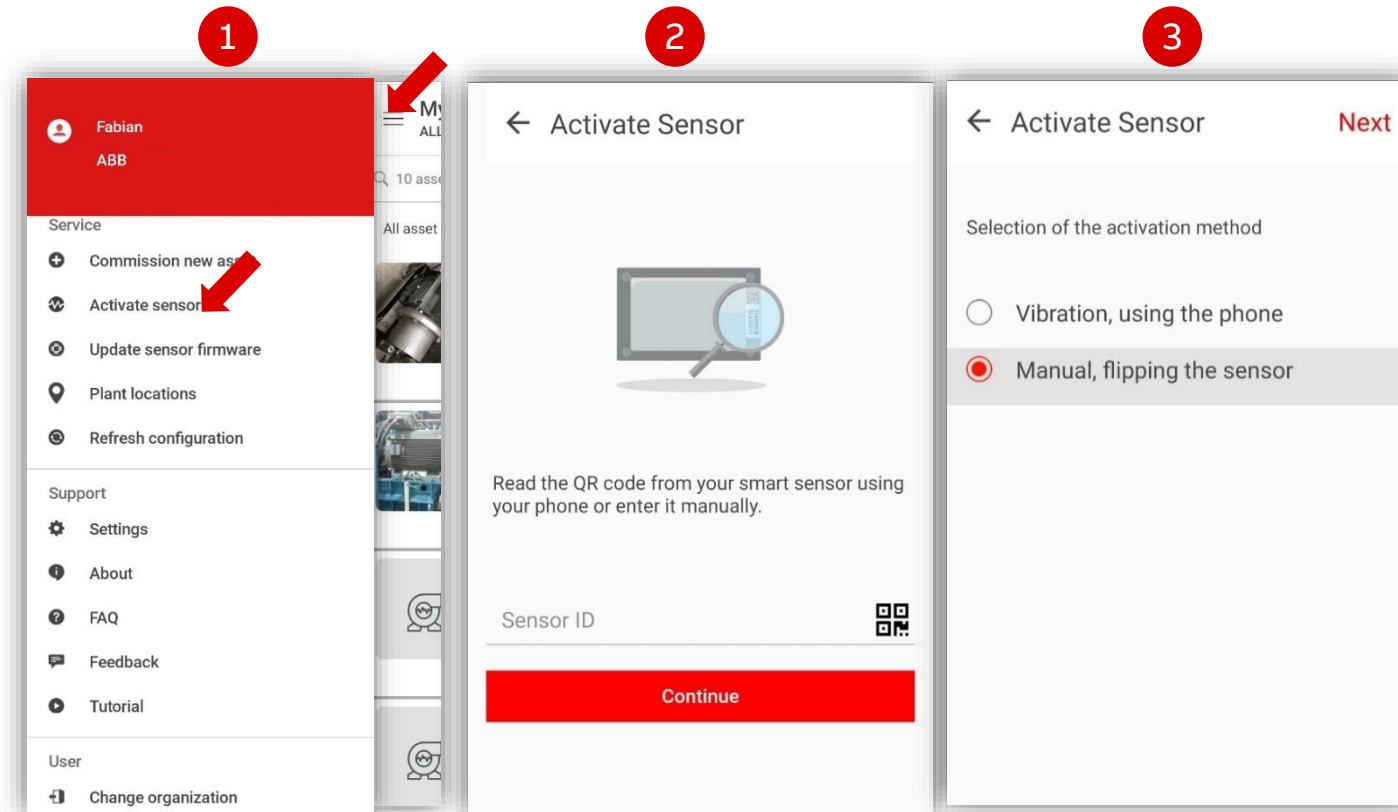 1
Fabian
ABB
Service
Commission new asset
Activate sensor
Update sensor firmware
Plant locations
Refresh configuration
Support
Settings
About
FAQ
Feedback
Tutorial
User
Change organization
My
ALL
10 asse
All asset
2
Activate Sensor
Read the QR code from your smart sensor using
your phone or enter it manually.
Sensor ID
Continue
3
Activate Sensor
Next
Selection of the activation method
Vibration, using the phone
Manual, flipping the sensor